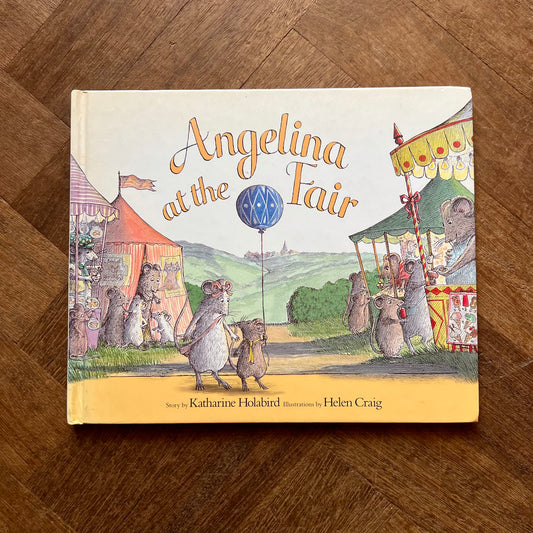 Angelina
at the Fair
Story by Katharine Holabird Illustrations by Helen Craig